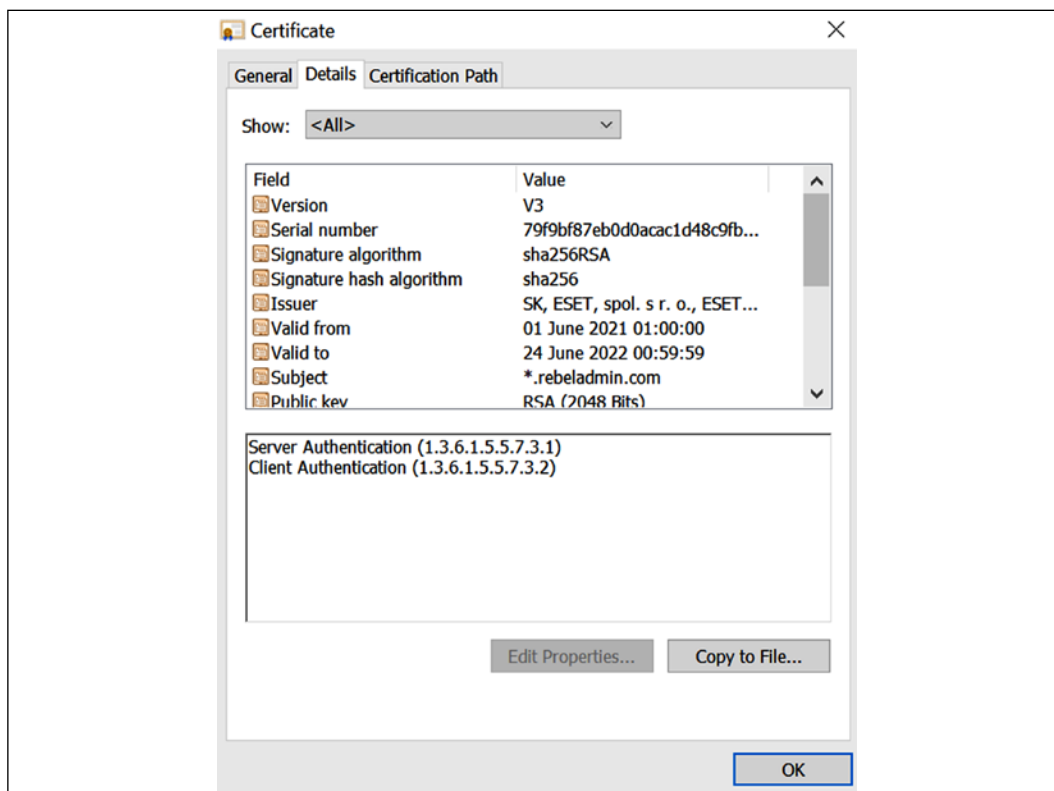 Certificate
General Details Certification Path
Show: <All>
Field Value
Version V3
Serial number 79f9bf87eb0d0acac1d48c9fb...
Signature algorithm sha256RSA
Signature hash algorithm sha256
Issuer SK, ESET, spol. s r. o., ESET...
Valid from 01 June 2021 01:00:00
Valid to 24 June 2022 00:59:59
Subject *.rebeladmin.com
Public key RSA (2048 Bits)
Server Authentication (1.3.6.1.5.5.7.3.1)
Client Authentication (1.3.6.1.5.5.7.3.2)
Edit Properties... Copy to File...
OK